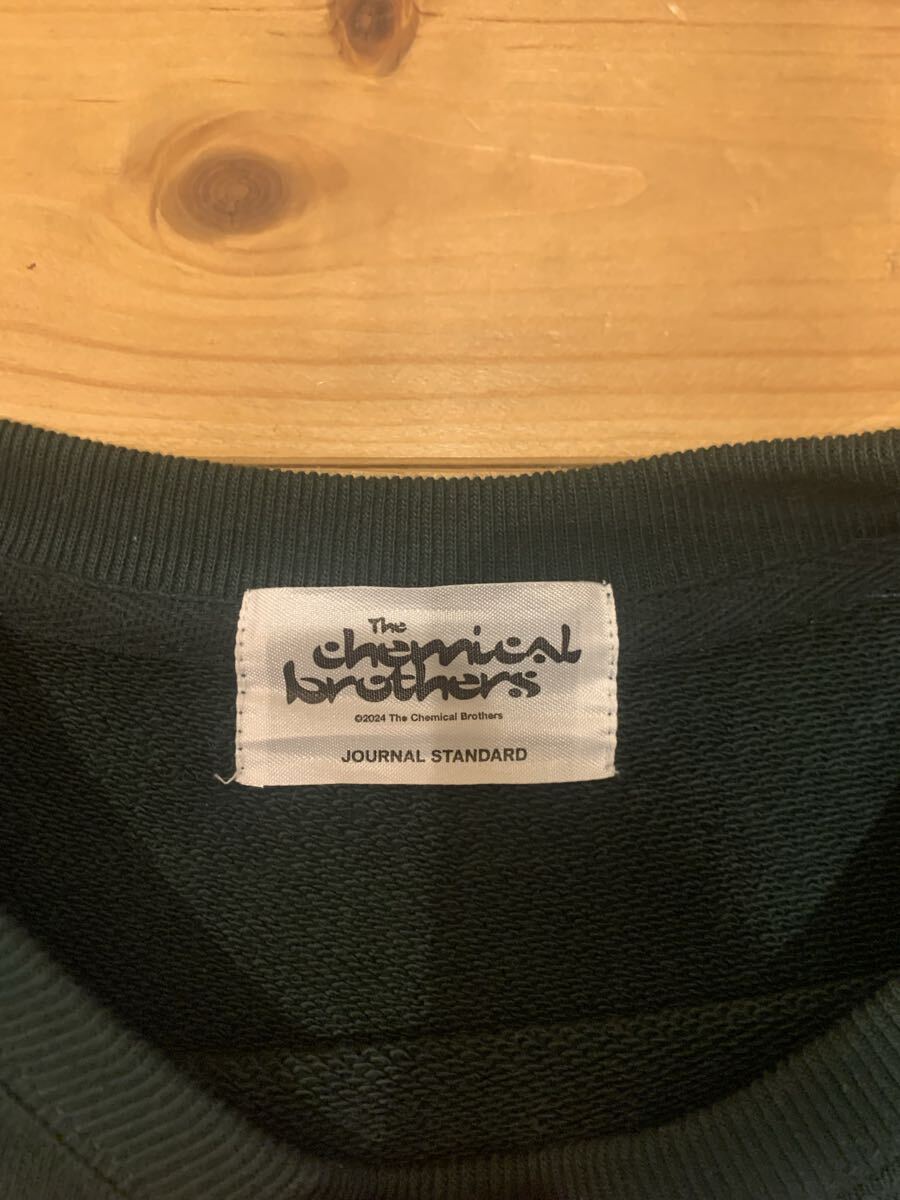 The
chemical
brothers
©2024 The Chemical Brothers
JOURNAL STANDARD